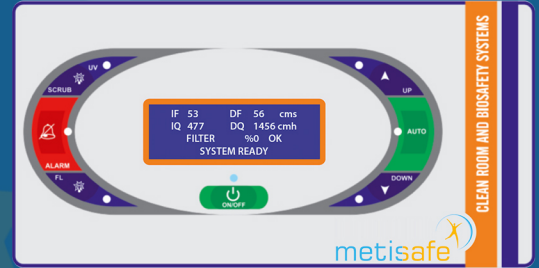 UV
SCRUB
ALARM
FL
IF 53 DF 56 cms
IQ 477 DQ 1456 cmh
FILTER %0 OK
SYSTEM READY
ON/OFF
UP
AUTO
DOWN
CLEAN ROOM AND BIOSAFETY SYSTEMS
metisafe